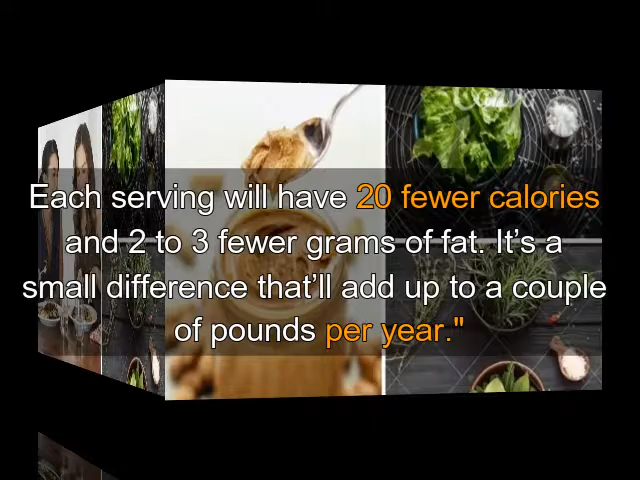 Each serving will have 20 fewer calories
and 2 to 3 fewer grams of fat. It’s a
small difference that’ll add up to a couple
of pounds per year."